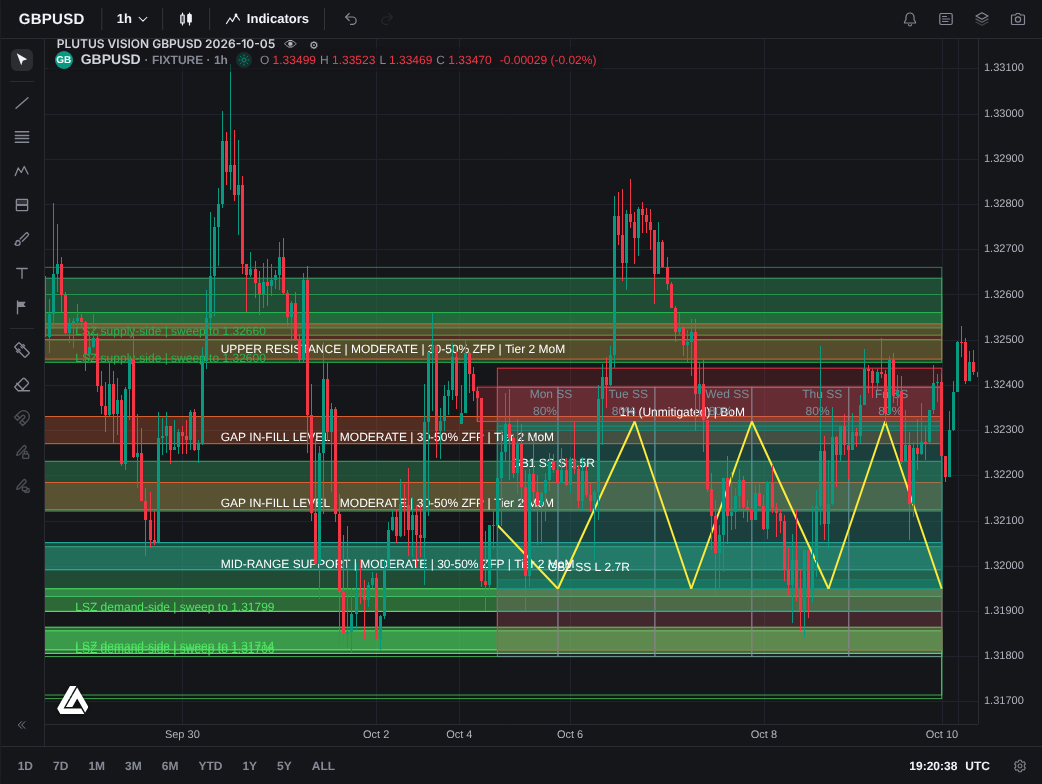 GBPUSD 1h Indicators
PLUTUS VISION GBPUSD 2026-10-05
GB GBPUSD · FIXTURE · 1h O 1.33499 H 1.33523 L 1.33469 C 1.33470 -0.00029 (-0.02%)
1.33100
1.33000
1.32900
1.32800
1.32700
1.32600
1.32500
1.32400
1.32300
1.32200
1.32100
1.32000
1.31900
1.31800
1.31700
LSZ supply-side | sweep to 1.32660
UPPER RESISTANCE | MODERATE | 30-50% ZFP | Tier 2 MoM
LSZ supply-side | sweep to 1.32600
Mon SS
80%
Tue SS
Wed SS
Thu SS
80%
Fri SS
80%
1H (Unmitigated) | BoM
GAP IN-FILL LEVEL | MODERATE | 30-50% ZFP | Tier 2 MoM
GAP IN-FILL LEVEL | MODERATE | 30-50% ZFP | Tier 2 MoM
MID-RANGE SUPPORT | MODERATE | 30-50% ZFP | Tier 2 MoM
SS L 2.7R
LSZ demand-side | sweep to 1.31799
LSZ demand-side | sweep to
Sep 30 Oct 2 Oct 4 Oct 6 Oct 8 Oct 10
1D 7D 1M 3M 6M YTD 1Y 5Y ALL 19:20:38 UTC